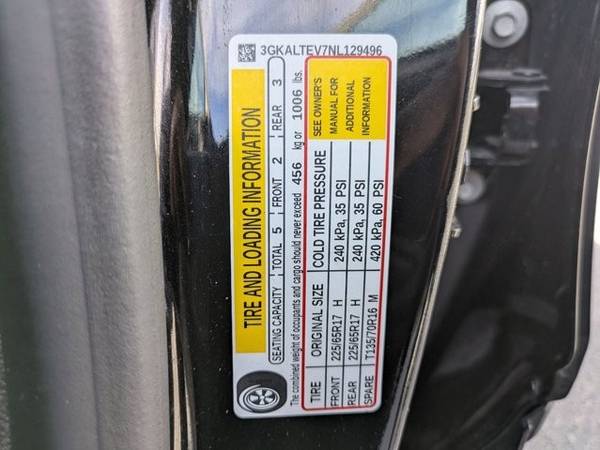 3GKALTEV7NL129496
TIRE AND LOADING INFORMATION
SEATING CAPACITY TOTAL 5 FRONT 2 REAR 3
The combined weight of occupants and cargo should never exceed 456 kg or 1006 lbs.
TIRE ORIGINAL SIZE COLD TIRE PRESSURE
FRONT 225/65R17 H 240 kPa, 35 PSI
REAR 225/65R17 H 240 kPa, 35 PSI
SPARE T135/70R16 M 420 kPa, 60 PSI
SEE OWNER'S
MANUAL FOR
ADDITIONAL
INFORMATION